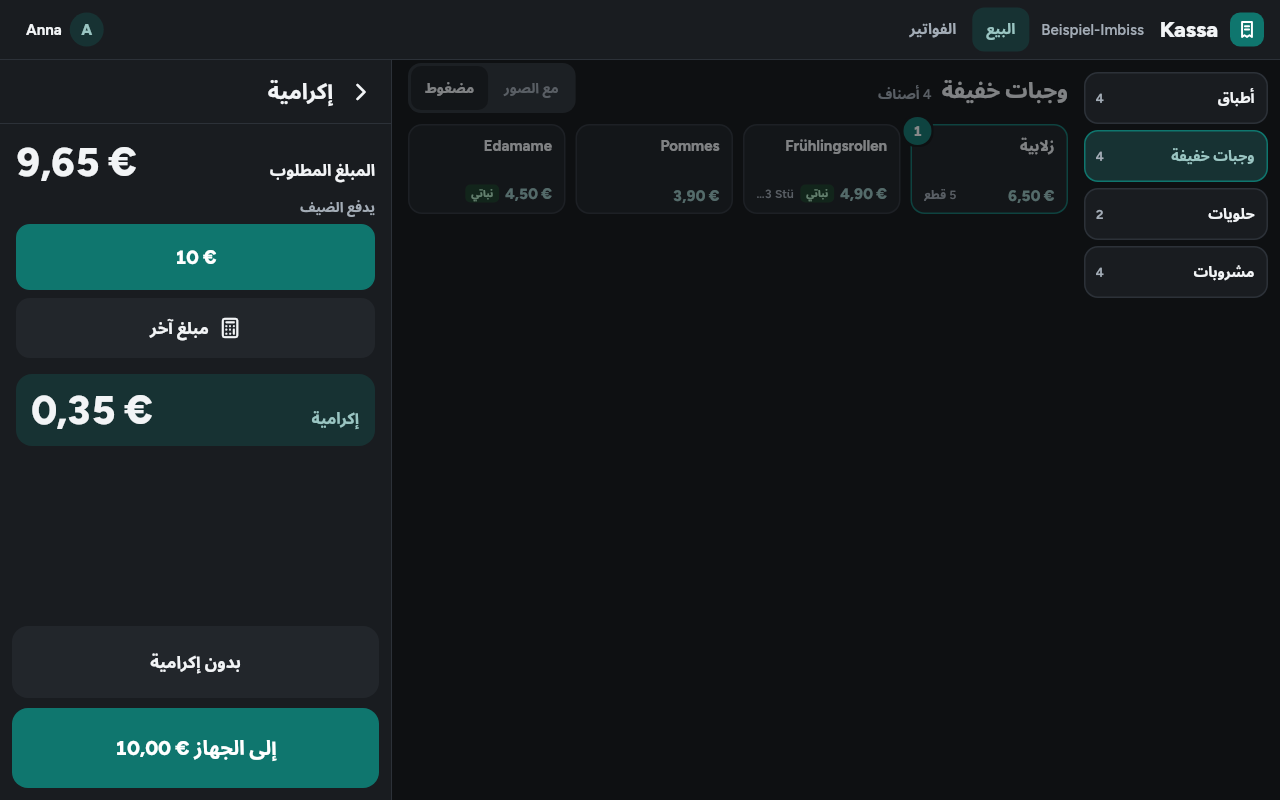 Kassa
Beispiel-Imbiss
البيع
الفواتير
Anna
A
أطباق
4
وجبات خفيفة
4
حلويات
2
مشروبات
4
وجبات خفيفة
4 أصناف
مع الصور
مضغوط
1
زلابية
6,50 €
5 قطع
Frühlingsrollen
4,90 €
نباتي
3 Stü…
Pommes
3,90 €
Edamame
4,50 €
نباتي
إكرامية
المبلغ المطلوب
9,65 €
يدفع الضيف
10 €
مبلغ آخر
إكرامية
0,35 €
بدون إكرامية
إلى الجهاز 10,00 €